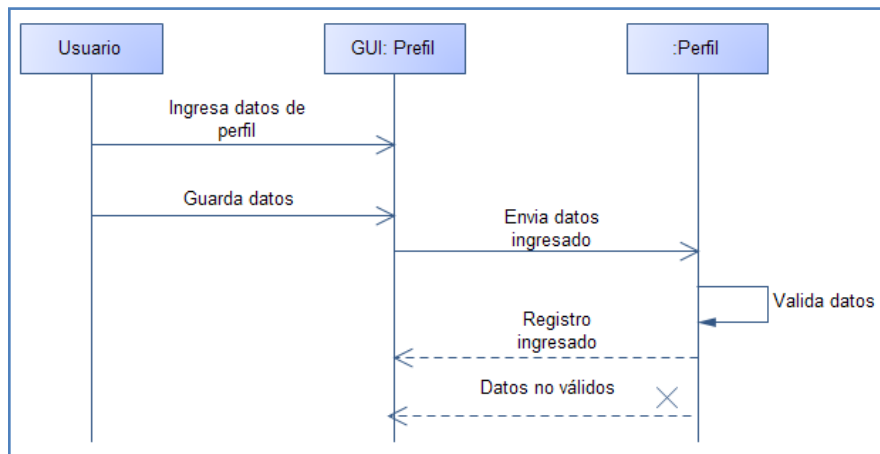 Usuario
GUI: Prefil
:Perfil
Ingresa datos de
perfil
Guarda datos
Envia datos
ingresado
Valida datos
Registro
ingresado
Datos no válidos